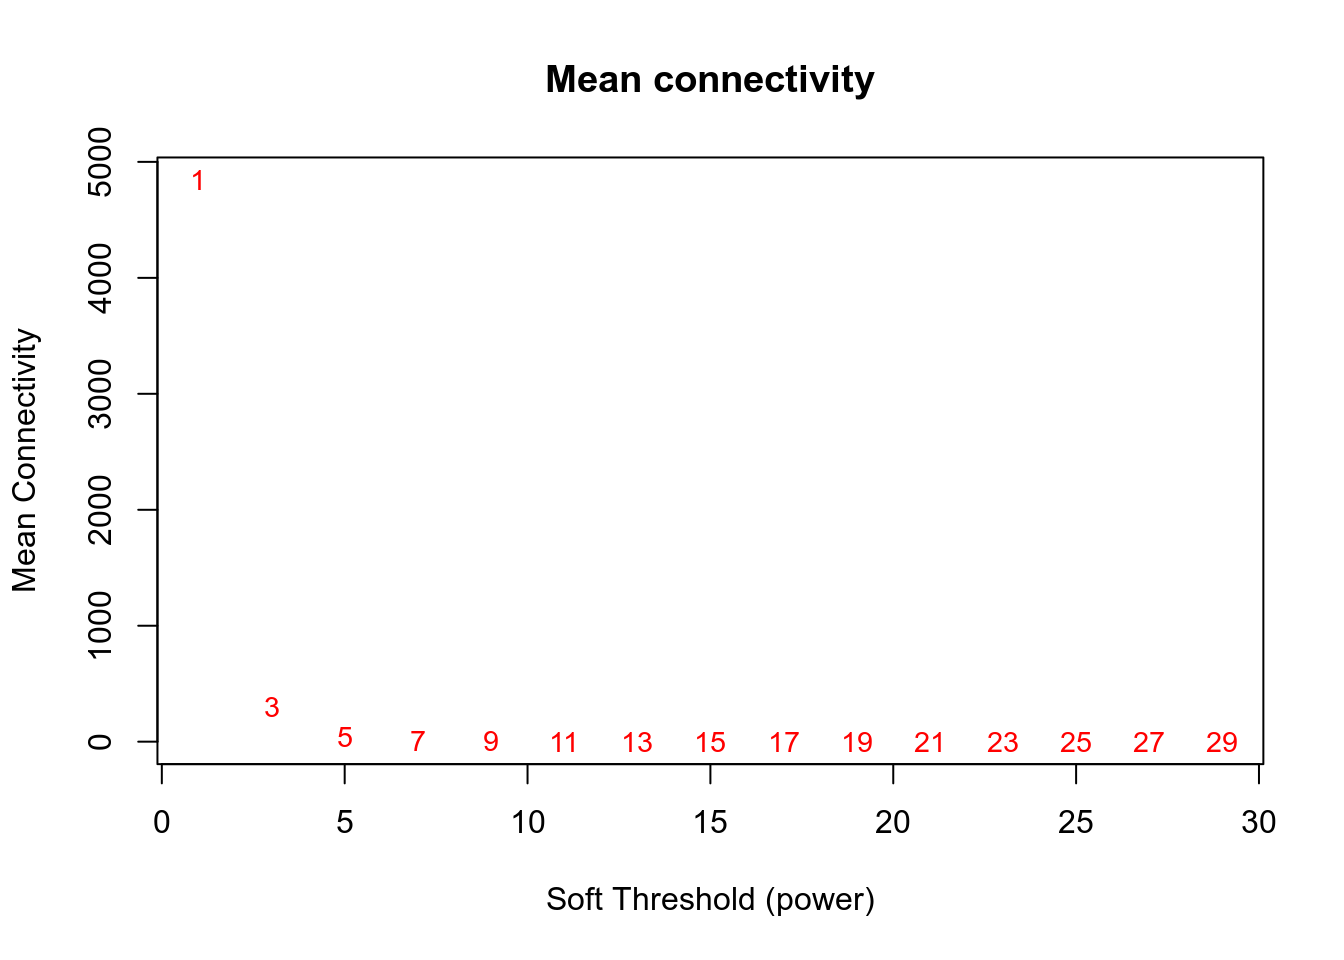 Mean connectivity
Mean Connectivity
5000
4000
3000
2000
1000
0
1
3
5 7 9 11 13 15 17 19 21 23 25 27 29
0 5 10 15 20 25 30
Soft Threshold (power)